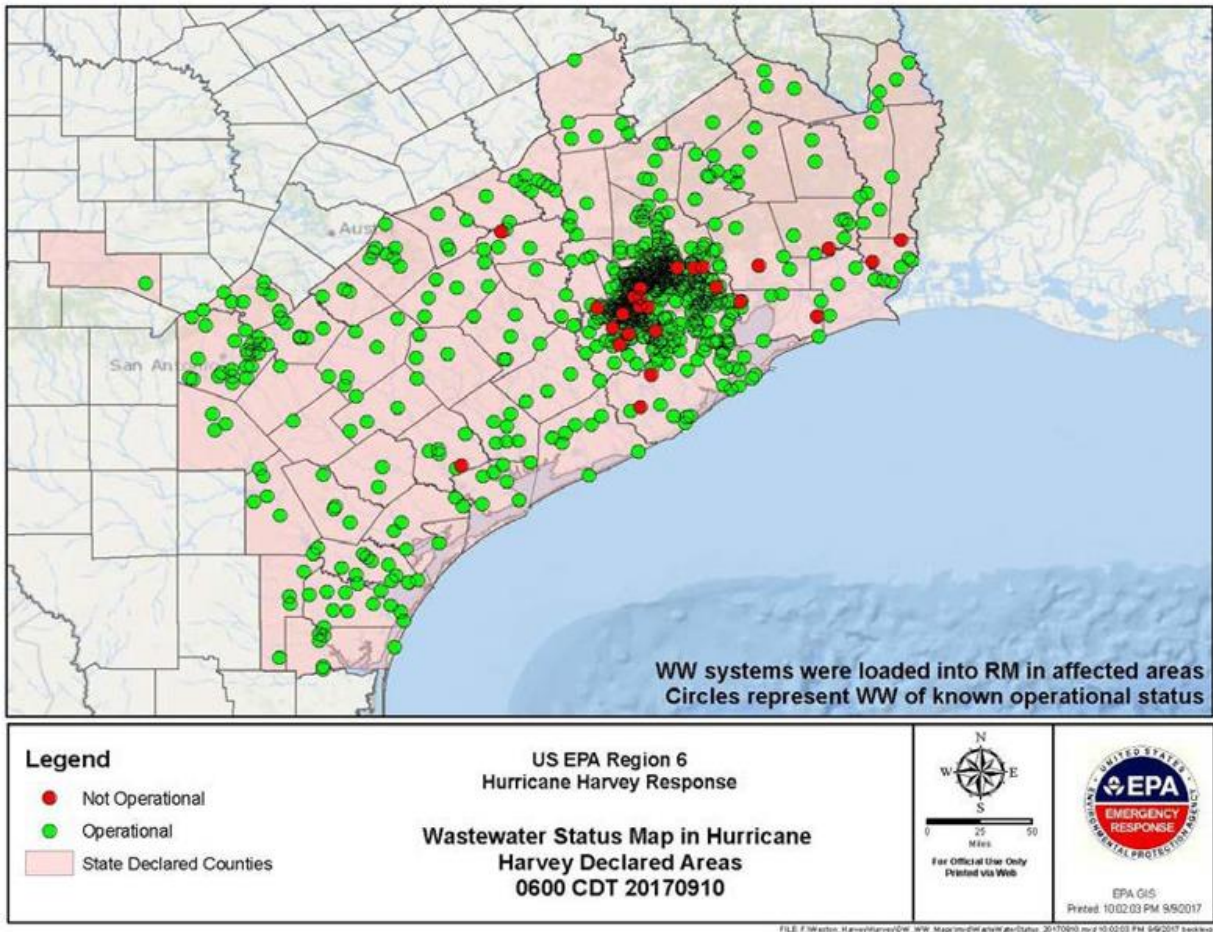 Aust
San Antonio
WW systems were loaded into RM in affected areas
Circles represent WW of known operational status
Legend
Not Operational
Operational
State Declared Counties
US EPA Region 6
Hurricane Harvey Response
Wastewater Status Map in Hurricane
Harvey Declared Areas
0600 CDT 20170910
N
W E
S
0 25 50
Miles
For Official Use Only
Printed via Web
UNITED STATES
EPA
EMERGENCY
RESPONSE
ENVIRONMENTAL PROTECTION AGENCY
EPA GIS
Printed: 10:02:03 PM 9/9/2017